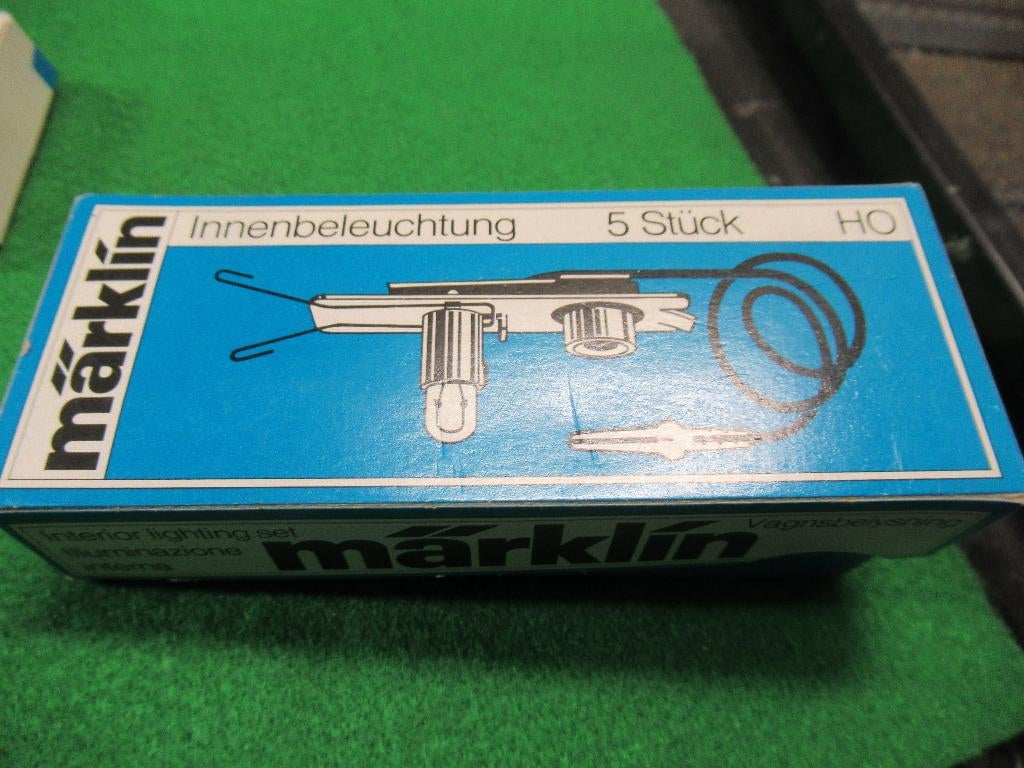 märklin
Innenbeleuchtung 5 Stück HO
Interior lighting set
Illuminazione
interna
märklin
Vagnsbelysning